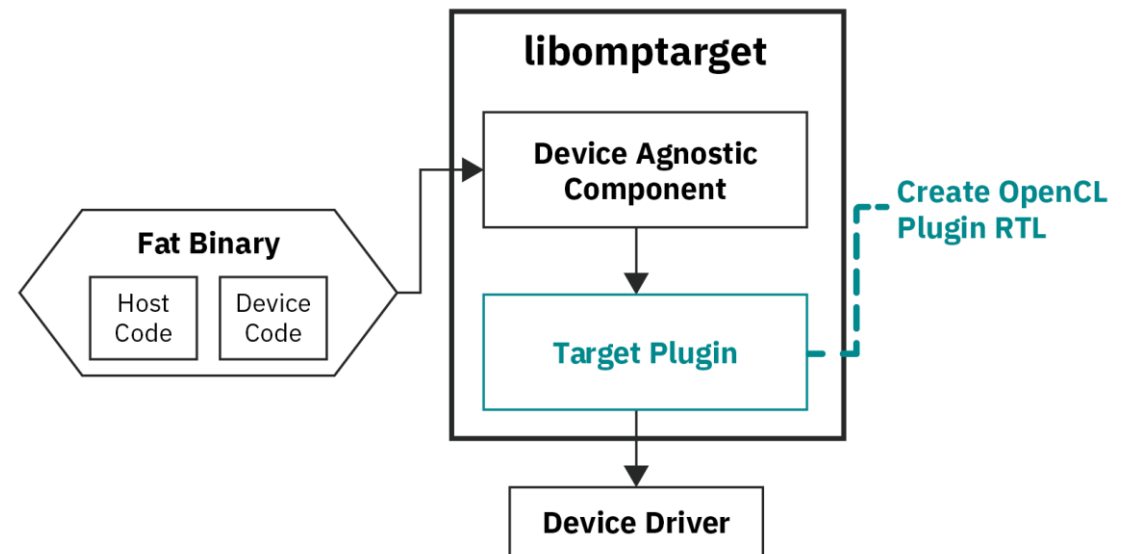 libomptarget
Device Agnostic
Component
Create OpenCL
Plugin RTL
Fat Binary
Host
Code
Device
Code
Target Plugin
Device Driver